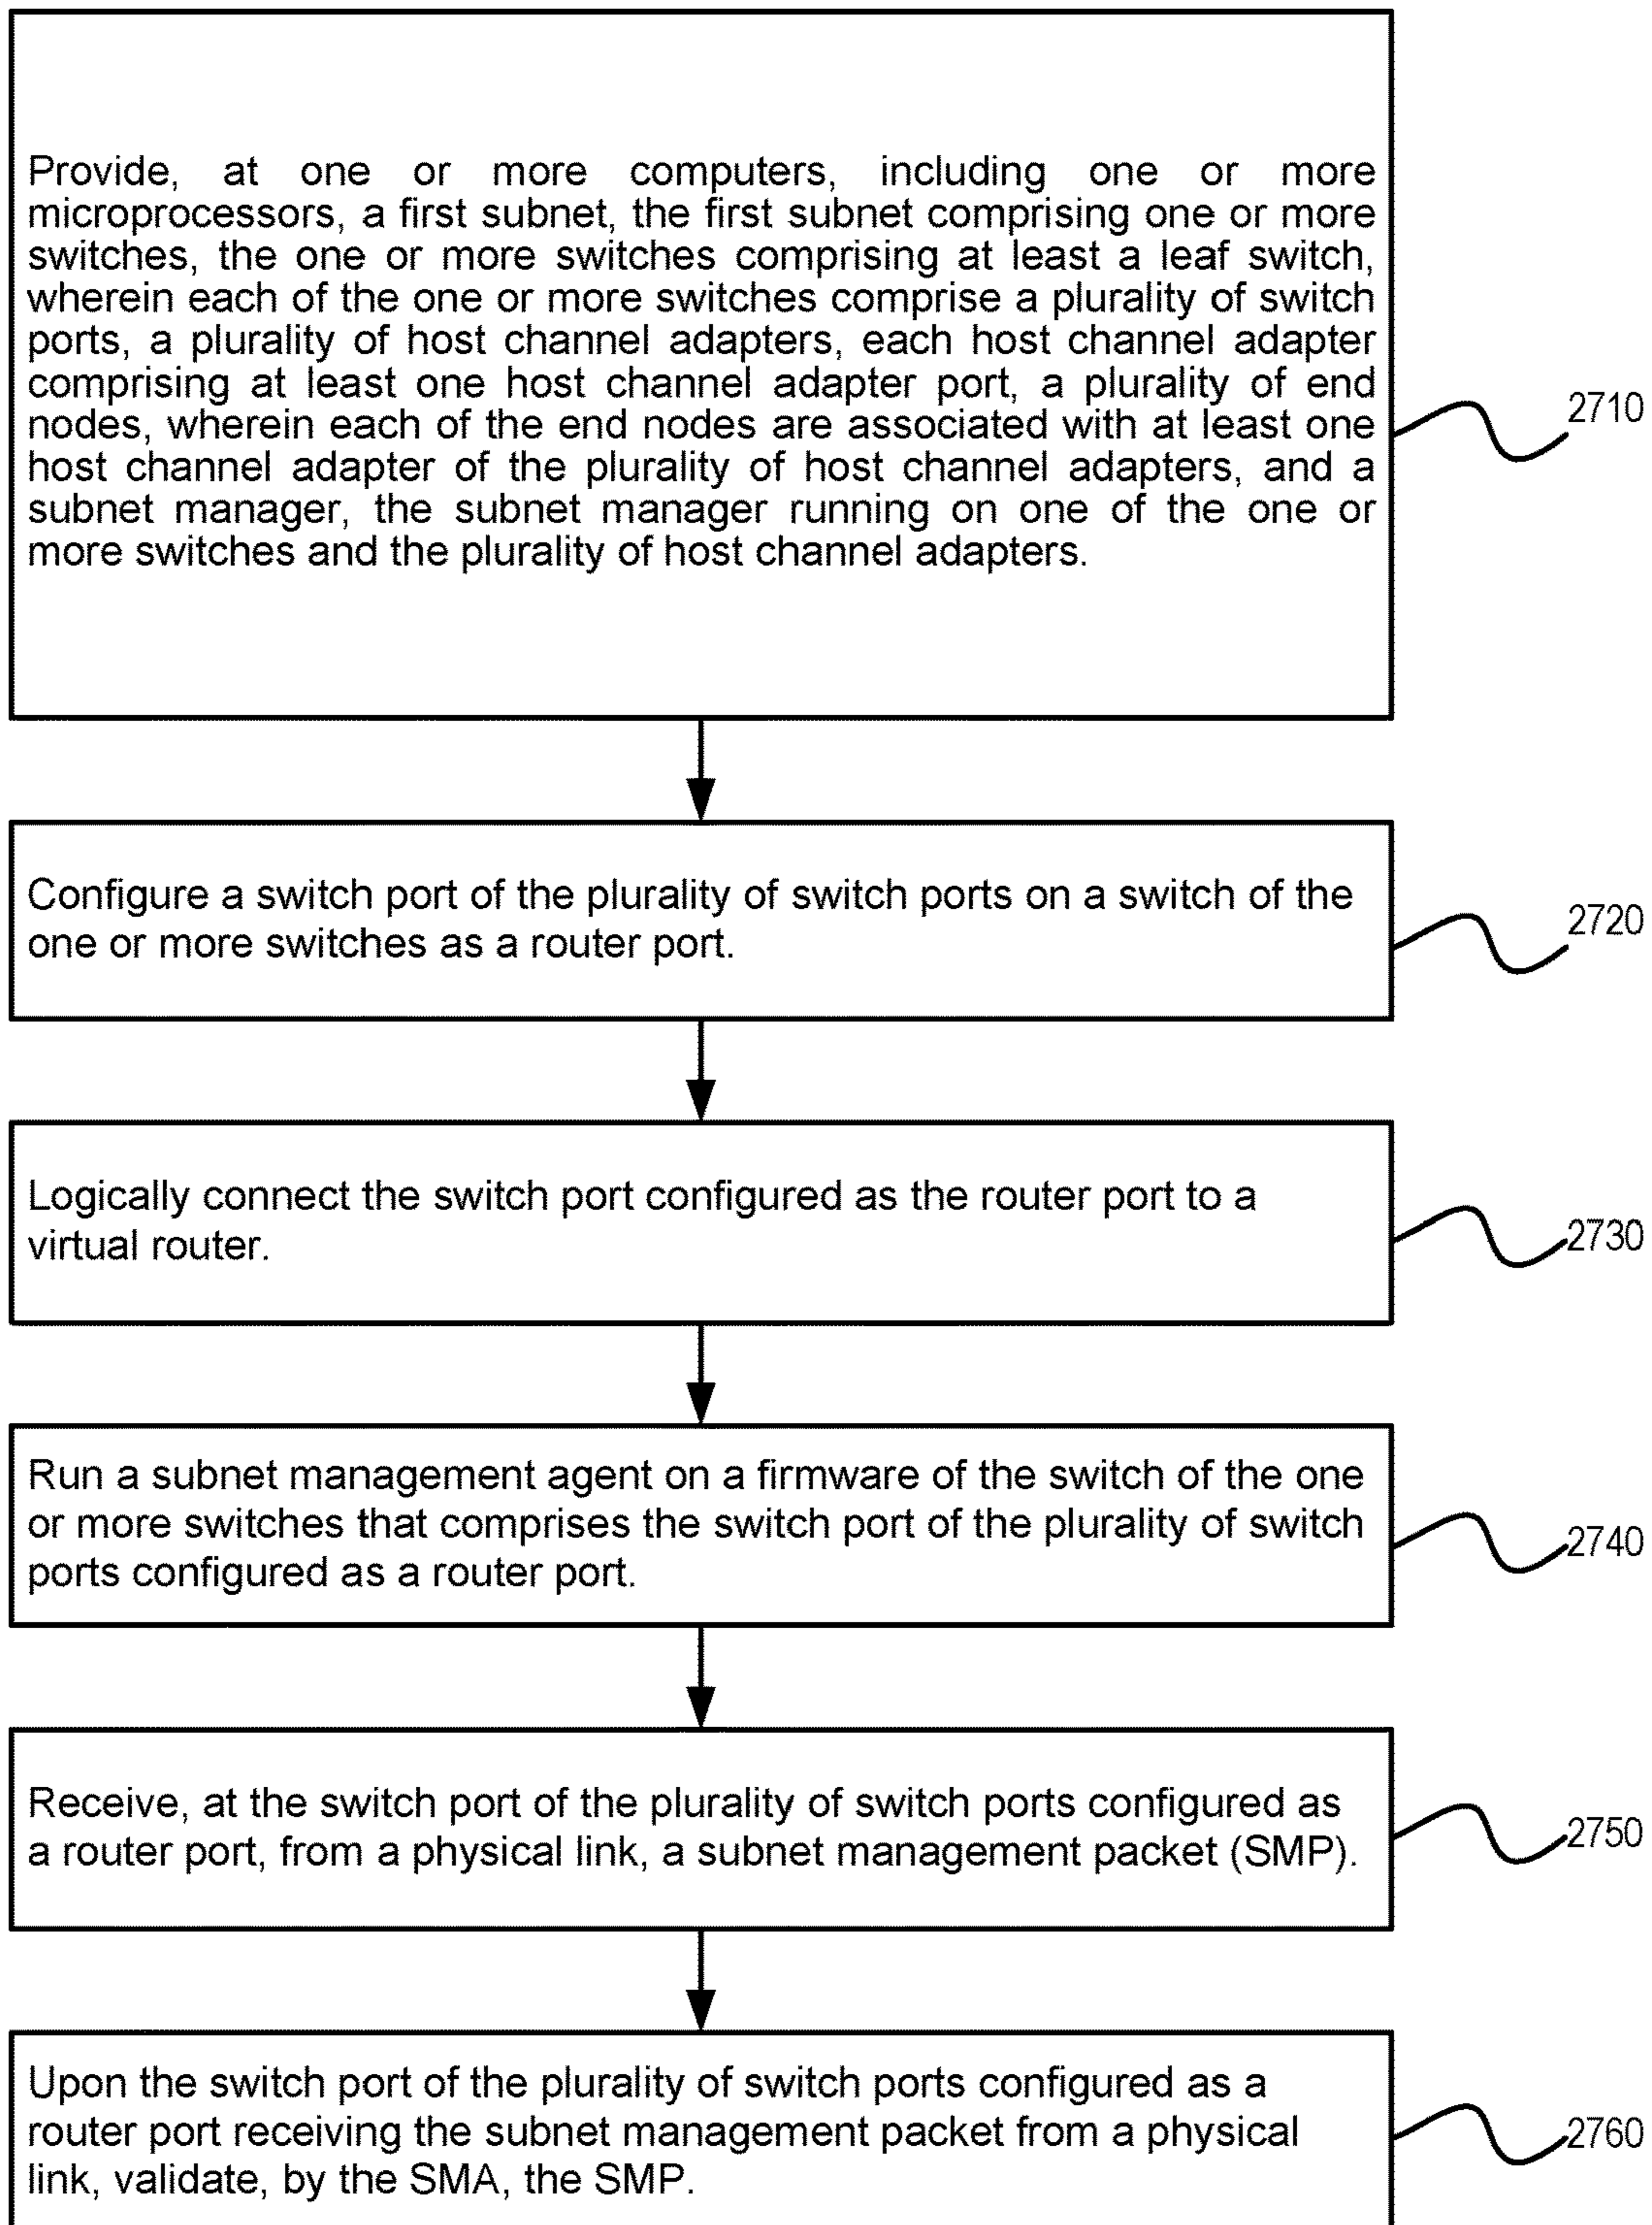 Provide, at one or more computers, including one or more
microprocessors, a first subnet, the first subnet comprising one or more
switches, the one or more switches comprising at least a leaf switch,
wherein each of the one or more switches comprise a plurality of switch
ports, a plurality of host channel adapters, each host channel adapter
comprising at least one host channel adapter port, a plurality of end
nodes, wherein each of the end nodes are associated with at least one
host channel adapter of the plurality of host channel adapters, and a
subnet manager, the subnet manager running on one of the one or
more switches and the plurality of host channel adapters.
2710
Configure a switch port of the plurality of switch ports on a switch of the
one or more switches as a router port.
2720
Logically connect the switch port configured as the router port to a
virtual router.
2730
Run a subnet management agent on a firmware of the switch of the one
or more switches that comprises the switch port of the plurality of switch
ports configured as a router port.
2740
Receive, at the switch port of the plurality of switch ports configured as
a router port, from a physical link, a subnet management packet (SMP).
2750
Upon the switch port of the plurality of switch ports configured as a
router port receiving the subnet management packet from a physical
link, validate, by the SMA, the SMP.
2760